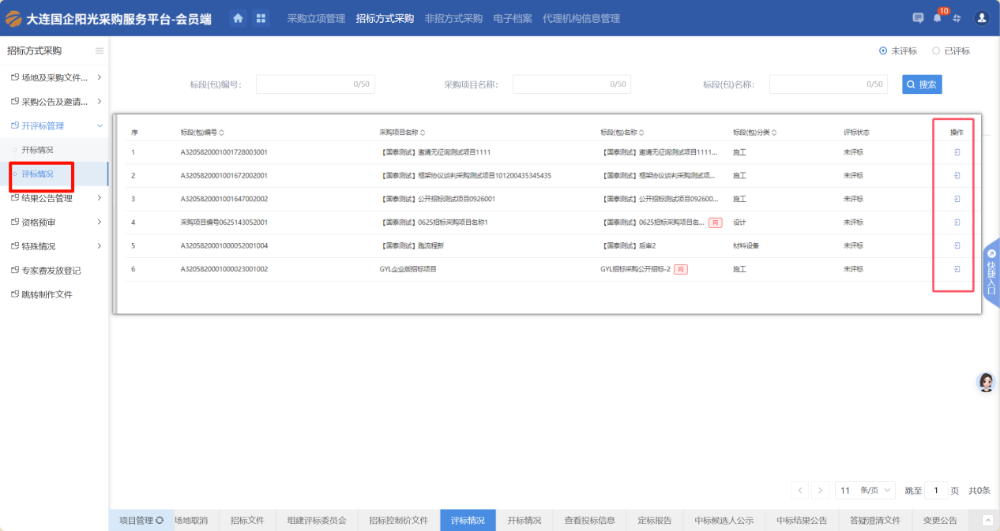 大连国企阳光采购服务平台-会员端 采购立项管理 招标方式采购 非招方式采购 电子档案 代理机构信息管理 10
招标方式采购
未评标 已评标
场地及采购文件...
采购公告及邀请...
开评标管理
开标情况
评标情况
结果公告管理
资格预审
特殊情况
专家费发放登记
跳转制作文件
标段(包)编号: 0/50 采购项目名称: 0/50 标段(包)名称: 0/50 搜索
序 标段(包)编号 采购项目名称 标段(包)名称 标段(包)分类 评标状态 操作
1 A3205820001001728003001 【国泰测试】邀请无征询测试项目1111 【国泰测试】邀请无征询测试项目1111... 施工 未评标
2 A3205820001001672002001 【国泰测试】框架协议谈判采购测试项目101200435345435 【国泰测试】框架协议谈判采购测试项... 施工 未评标
3 A3205820001001647002002 【国泰测试】公开招标测试项目0926001 【国泰测试】公开招标测试项目092600... 施工 未评标
4 采购项目编号0625143052001 【国泰测试】0625招标采购项目名称1 【国泰测试】0625招标采购项目名... 网 设计 未评标
5 A3205820001000052001004 【国泰测试】跑流程新 【国泰测试】后审2 材料设备 未评标
6 A3205820001000023001002 GYL企业版招标项目 GYL招标采购公开招标-2 网 施工 未评标
快捷入口
11 条/页 跳至 1 页 共0条
项目管理 场地取消 招标文件 组建评标委员会 招标控制价文件 评标情况 开标情况 查看投标信息 定标报告 中标候选人公示 中标结果公告 答疑澄清文件 变更公告